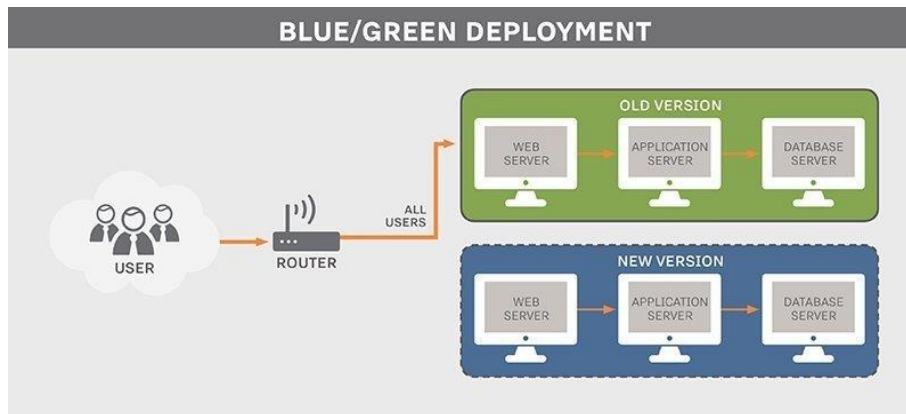 BLUE/GREEN DEPLOYMENT
OLD VERSION
WEB
SERVER
APPLICATION
SERVER
DATABASE
SERVER
ALL
USERS
USER
ROUTER
NEW VERSION
WEB
SERVER
APPLICATION
SERVER
DATABASE
SERVER